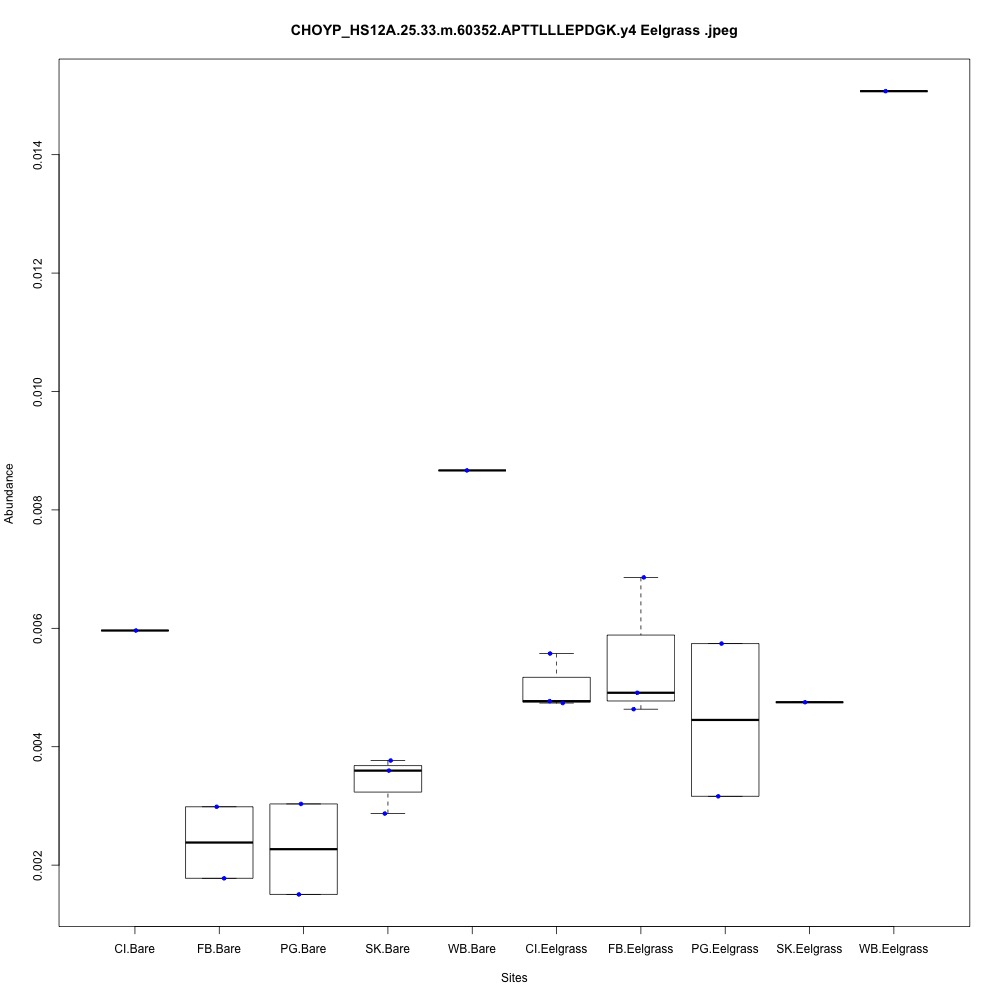 CHOYP_HS12A.25.33.m.60352.APTTLLLEPDGK.y4 Eelgrass .jpeg
Abundance
0.014
0.012
0.010
0.008
0.006
0.004
0.002
CI.Bare FB.Bare PG.Bare SK.Bare WB.Bare CI.Eelgrass FB.Eelgrass PG.Eelgrass SK.Eelgrass WB.Eelgrass
Sites